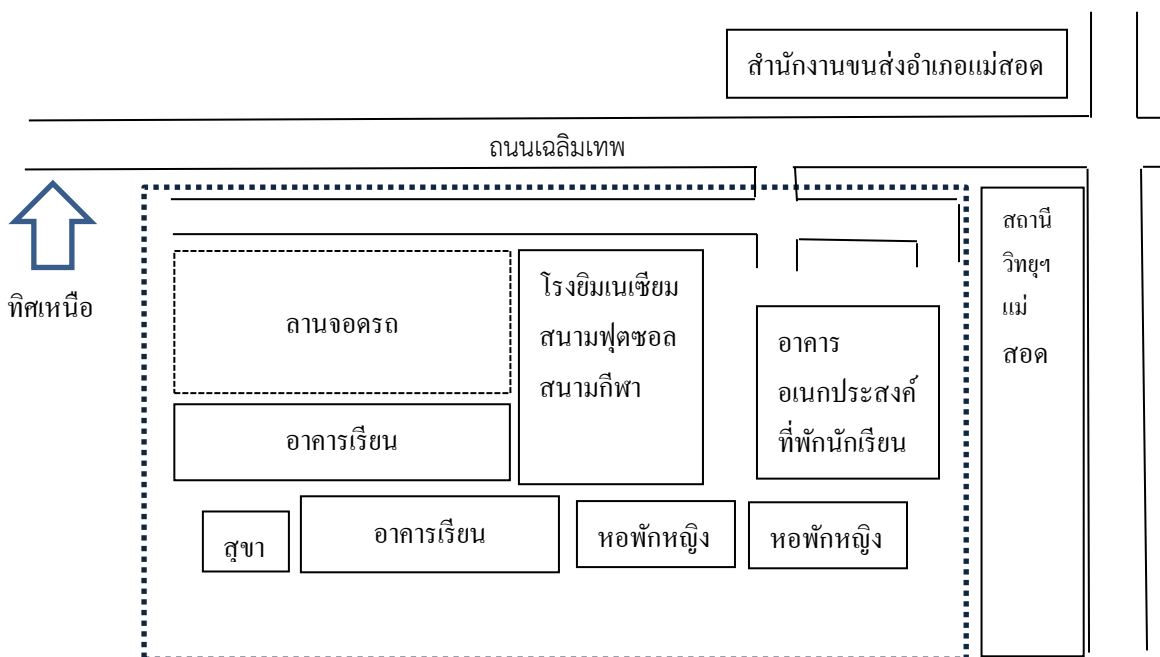 สำนักงานขนส่งอำเภอแม่สอด
ถนนเฉลิมเทพ
ทิศเหนือ
สถานี
วิทยุฯ
แม่
สอด
ลานจอดรถ
โรงยิมเนเซียม
สนามฟุตซอล
สนามกีฬา
อาคาร
อเนกประสงค์
ที่พักนักเรียน
อาคารเรียน
สุขา
อาคารเรียน
หอพักหญิง
หอพักหญิง